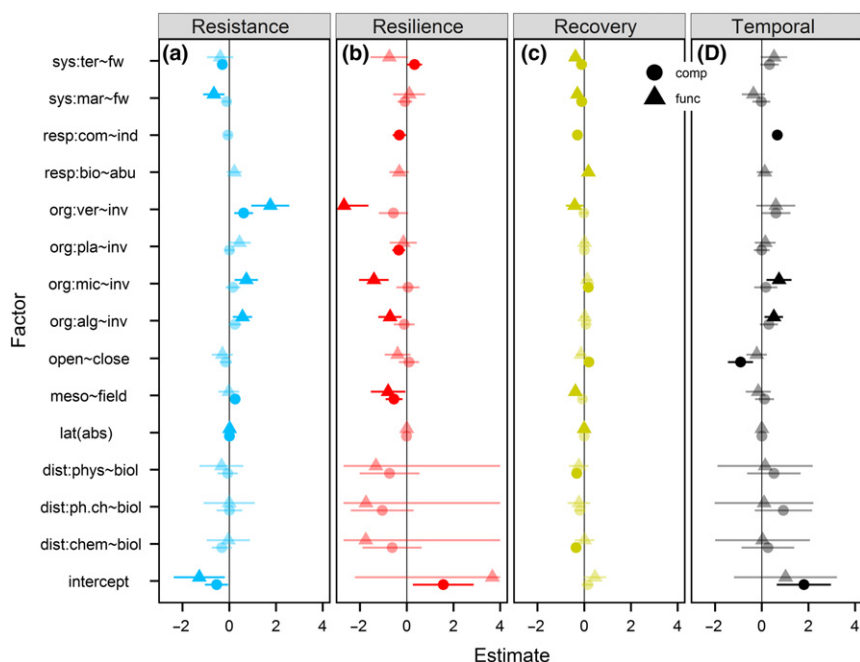 Resistance Resilience Recovery Temporal
(a) (b) (c) (D)
comp
func
Factor
sys:ter~fw
sys:mar~fw
resp:com~ind
resp:bio~abu
org:ver~inv
org:pla~inv
org:mic~inv
org:alg~inv
open~close
meso~field
lat(abs)
dist:phys~biol
dist:ph.ch~biol
dist:chem~biol
intercept
−2 0 2 4 −2 0 2 4 −2 0 2 4 −2 0 2 4
Estimate